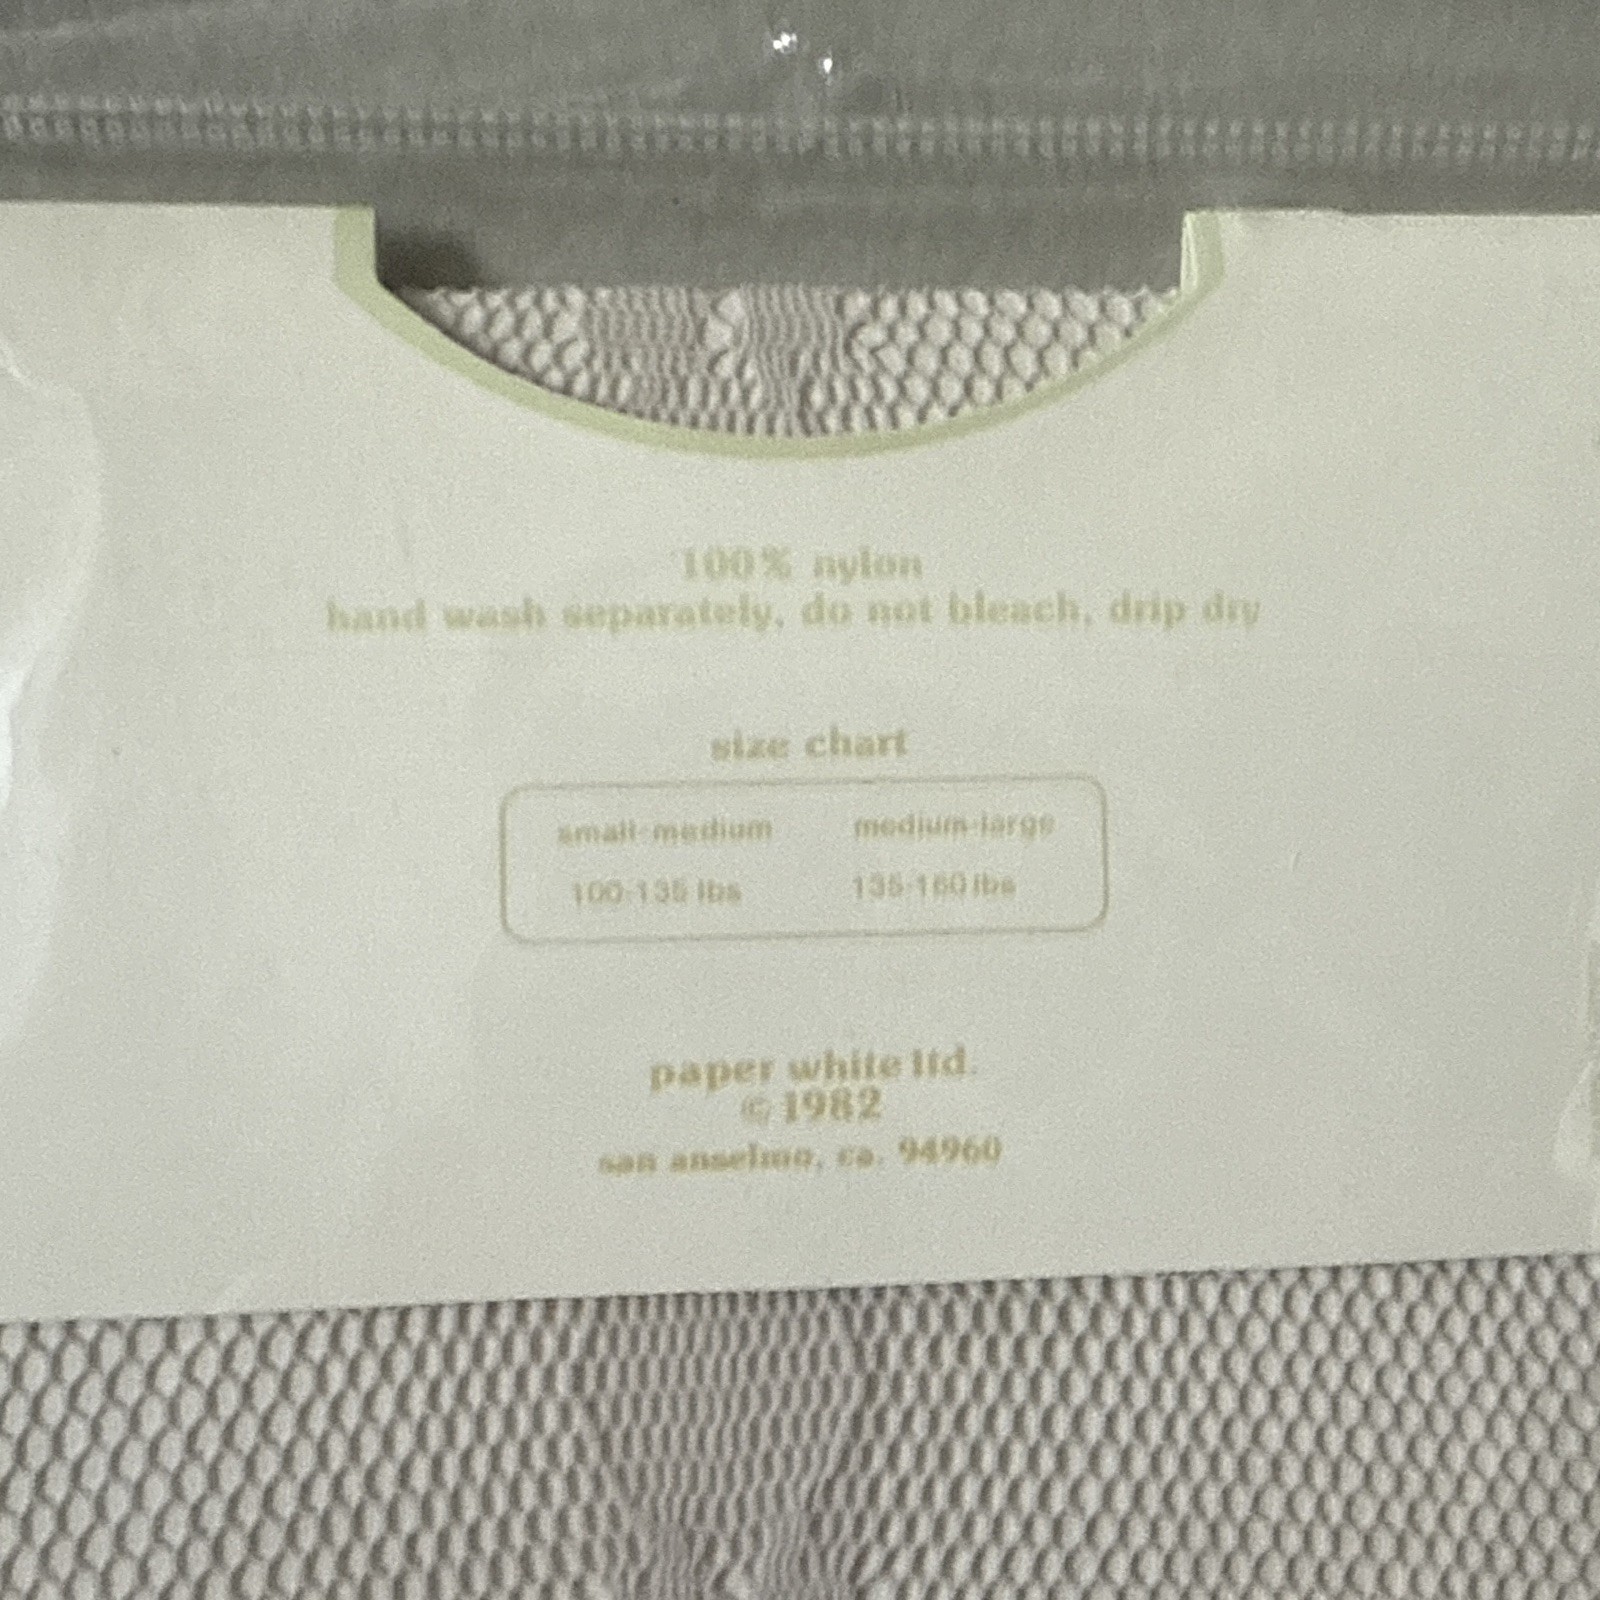 100% nylon
hand wash separately, do not bleach, drip dry
size chart
small-medium medium-large
100-135 lbs 135-160 lbs
paper white ltd.
© 1982
san anselmo, ca. 94960